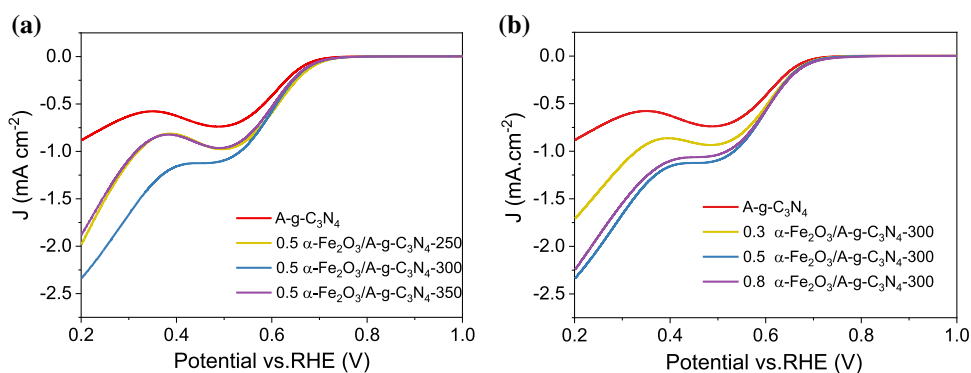 (a)
0.0
-0.5
-1.0
-1.5
-2.0
-2.5
J (mA cm⁻²)
A-g-C₃N₄
0.5 α-Fe₂O₃/A-g-C₃N₄-250
0.5 α-Fe₂O₃/A-g-C₃N₄-300
0.5 α-Fe₂O₃/A-g-C₃N₄-350
0.2 0.4 0.6 0.8 1.0
Potential vs.RHE (V)
(b)
0.0
-0.5
-1.0
-1.5
-2.0
-2.5
J (mA.cm⁻²)
A-g-C₃N₄
0.3 α-Fe₂O₃/A-g-C₃N₄-300
0.5 α-Fe₂O₃/A-g-C₃N₄-300
0.8 α-Fe₂O₃/A-g-C₃N₄-300
0.2 0.4 0.6 0.8 1.0
Potential vs.RHE (V)